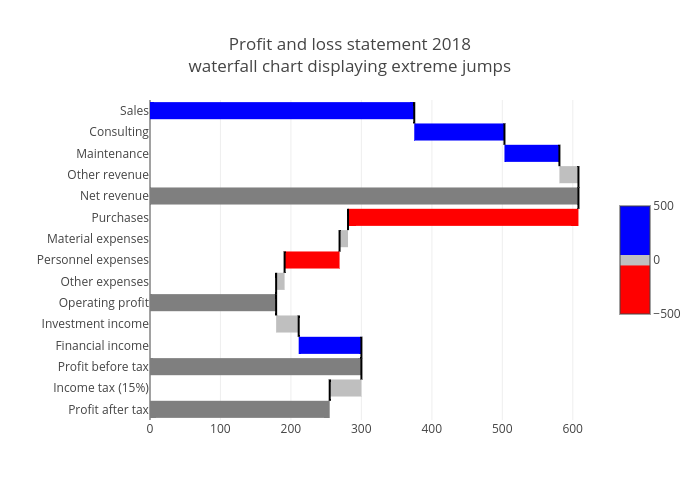 Profit and loss statement 2018
waterfall chart displaying extreme jumps
Sales
Consulting
Maintenance
Other revenue
Net revenue
Purchases
Material expenses
Personnel expenses
Other expenses
Operating profit
Investment income
Financial income
Profit before tax
Income tax (15%)
Profit after tax
0 100 200 300 400 500 600
500
0
−500